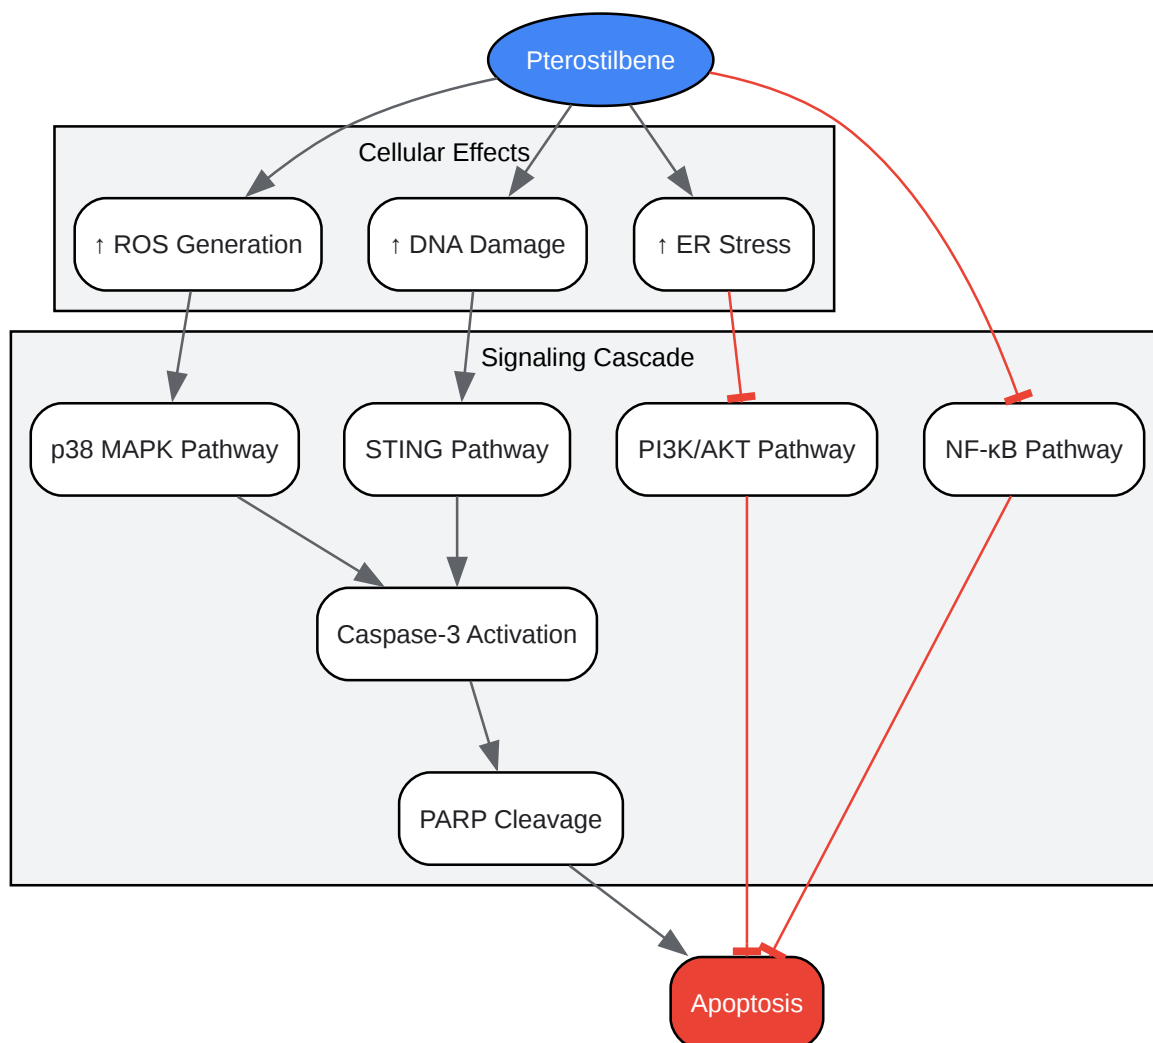 Pterostilbene
Cellular Effects
↑ ROS Generation
↑ DNA Damage
↑ ER Stress
Signaling Cascade
p38 MAPK Pathway
STING Pathway
PI3K/AKT Pathway
NF-κB Pathway
Caspase-3 Activation
PARP Cleavage
Apoptosis